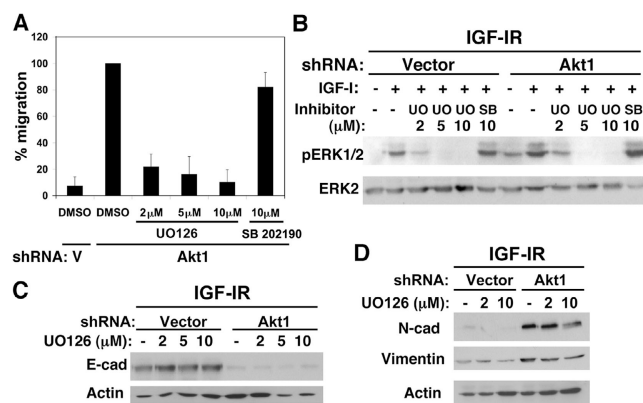 A
% migration
120
100
80
60
40
20
0
DMSO DMSO 2μM 5μM 10μM 10μM
UO126 SB 202190
shRNA: V Akt1
B
IGF-IR
shRNA: Vector Akt1
IGF-I: - + + + + + - + + + + +
Inhibitor - - UO UO UO SB - - UO UO UO SB
(μM) 2 5 10 10 2 5 10 10
pERK1/2
ERK2
C
IGF-IR
shRNA: Vector Akt1
UO126 (μM): - 2 5 10 - 2 5 10
E-cad
Actin
D
IGF-IR
shRNA: Vector Akt1
UO126 (μM): - 2 10 - 2 10
N-cad
Vimentin
Actin